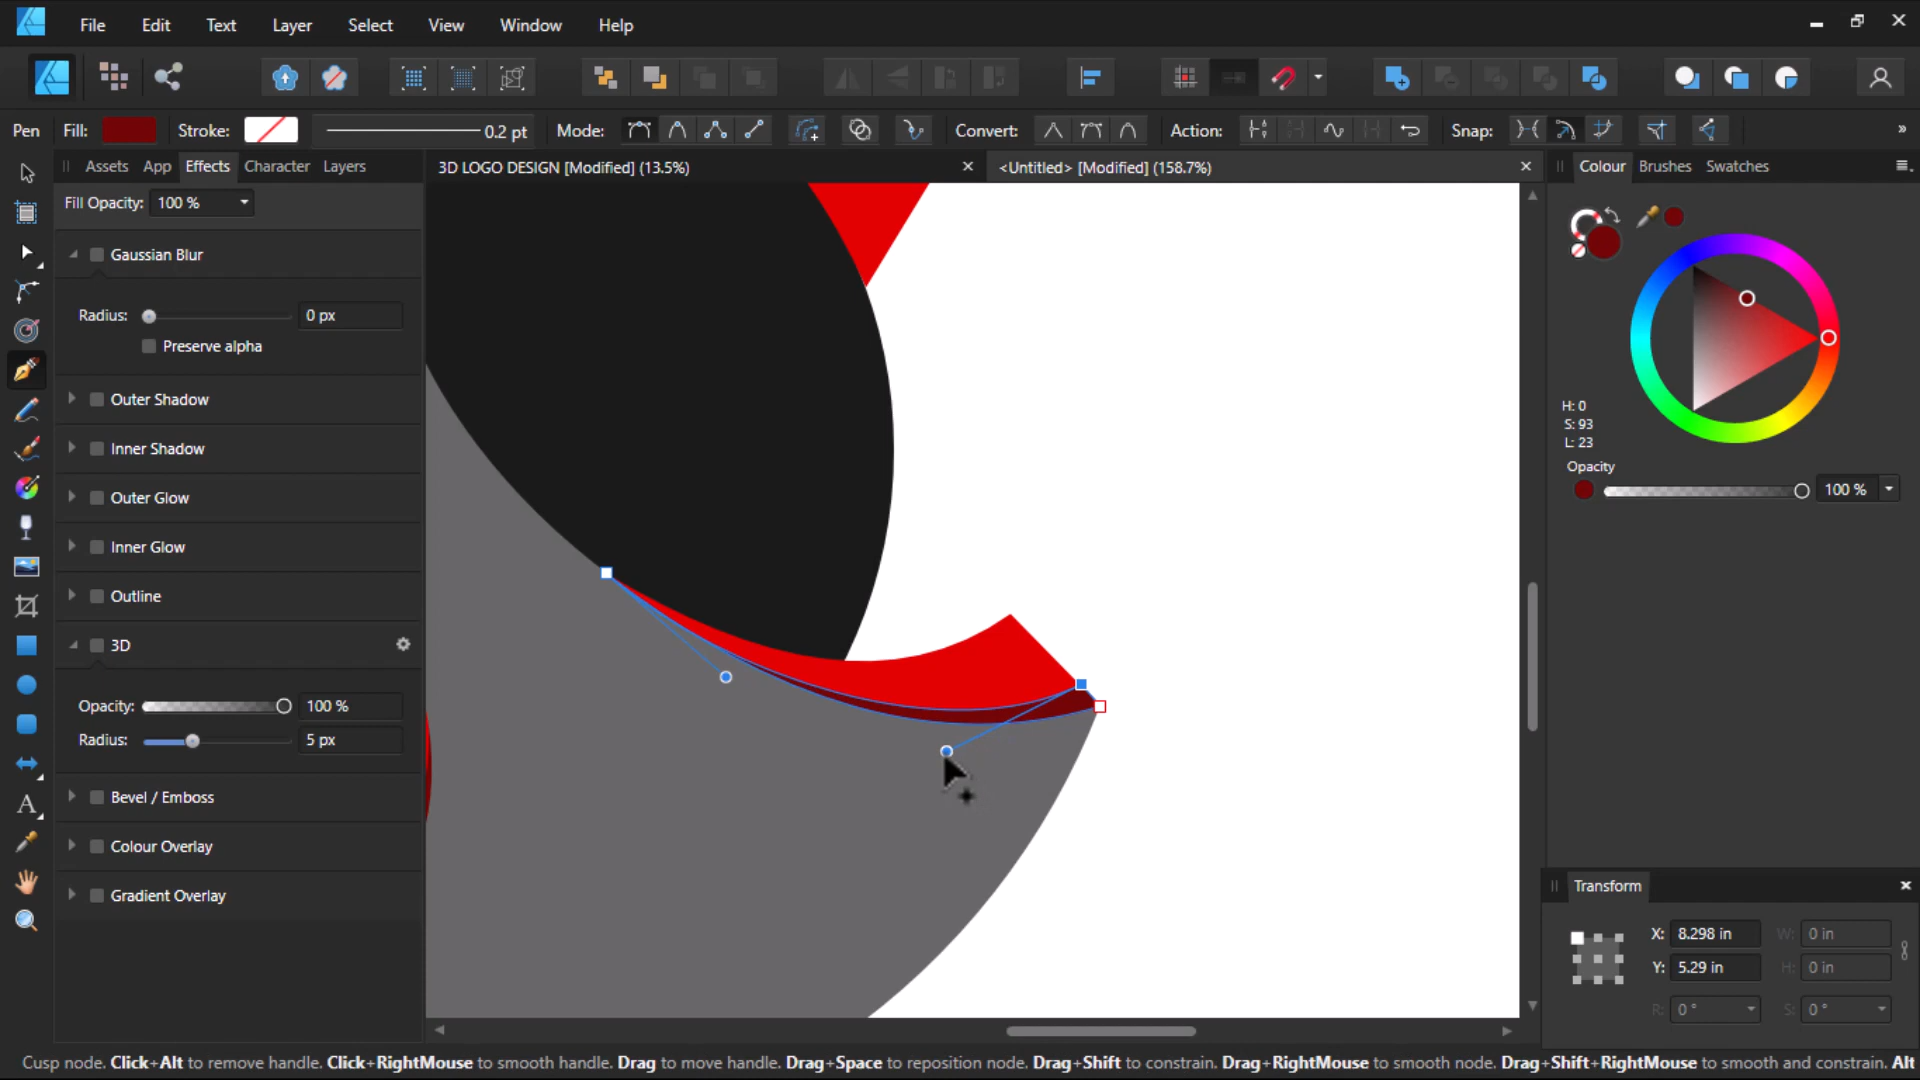 File Edit Text Layer Select View Window Help
Pen Fill: Stroke: 0.2 pt Mode: Convert: Action: Snap: »
Assets App Effects Character Layers
3D LOGO DESIGN [Modified] (13.5%)
<Untitled> [Modified] (158.7%)
Colour Brushes Swatches
Fill Opacity: 100 %
Gaussian Blur
Radius: 0 px
Preserve alpha
Outer Shadow
Inner Shadow
Outer Glow
Inner Glow
Outline
3D
Opacity: 100 %
Radius: 5 px
Bevel / Emboss
Colour Overlay
Gradient Overlay
H: 0
S: 93
L: 23
Opacity
100 %
Transform
X: 8.298 in W: 0 in
Y: 5.29 in H: 0 in
R: 0 ° S: 0 °
Cusp node. Click+Alt to remove handle. Click+RightMouse to smooth handle. Drag to move handle. Drag+Space to reposition node. Drag+Shift to constrain. Drag+RightMouse to smooth node. Drag+Shift+RightMouse to smooth and constrain. Alt